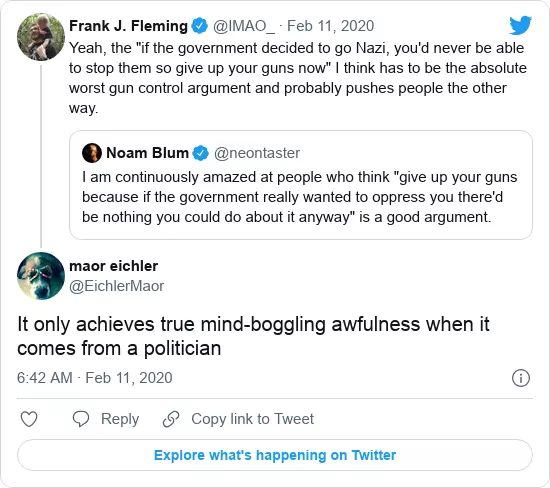 Frank J. Fleming @IMAO_ · Feb 11, 2020
Yeah, the "if the government decided to go Nazi, you'd never be able
to stop them so give up your guns now" I think has to be the absolute
worst gun control argument and probably pushes people the other
way.
Noam Blum @neontaster
I am continuously amazed at people who think "give up your guns
because if the government really wanted to oppress you there'd
be nothing you could do about it anyway" is a good argument.
maor eichler
@EichlerMaor
It only achieves true mind-boggling awfulness when it
comes from a politician
6:42 AM · Feb 11, 2020
Reply Copy link to Tweet
Explore what's happening on Twitter